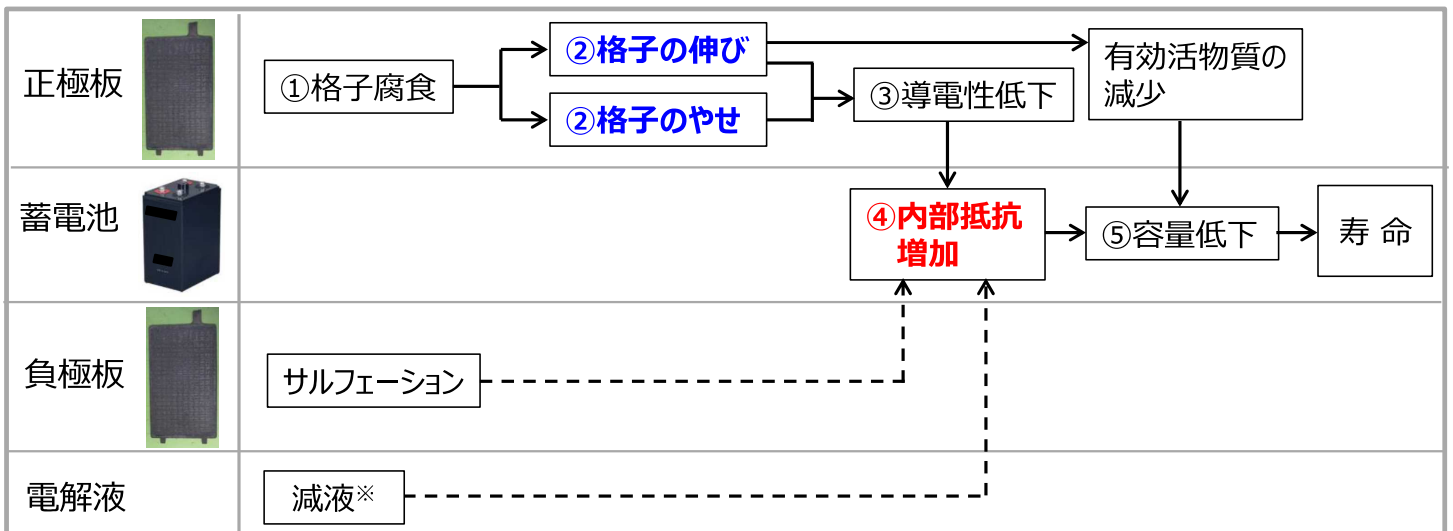 正極板
①格子腐食
②格子の伸び
②格子のやせ
③導電性低下
有効活物質の
減少
蓄電池
④内部抵抗
増加
⑤容量低下
寿 命
負極板
サルフェーション
電解液
減液※